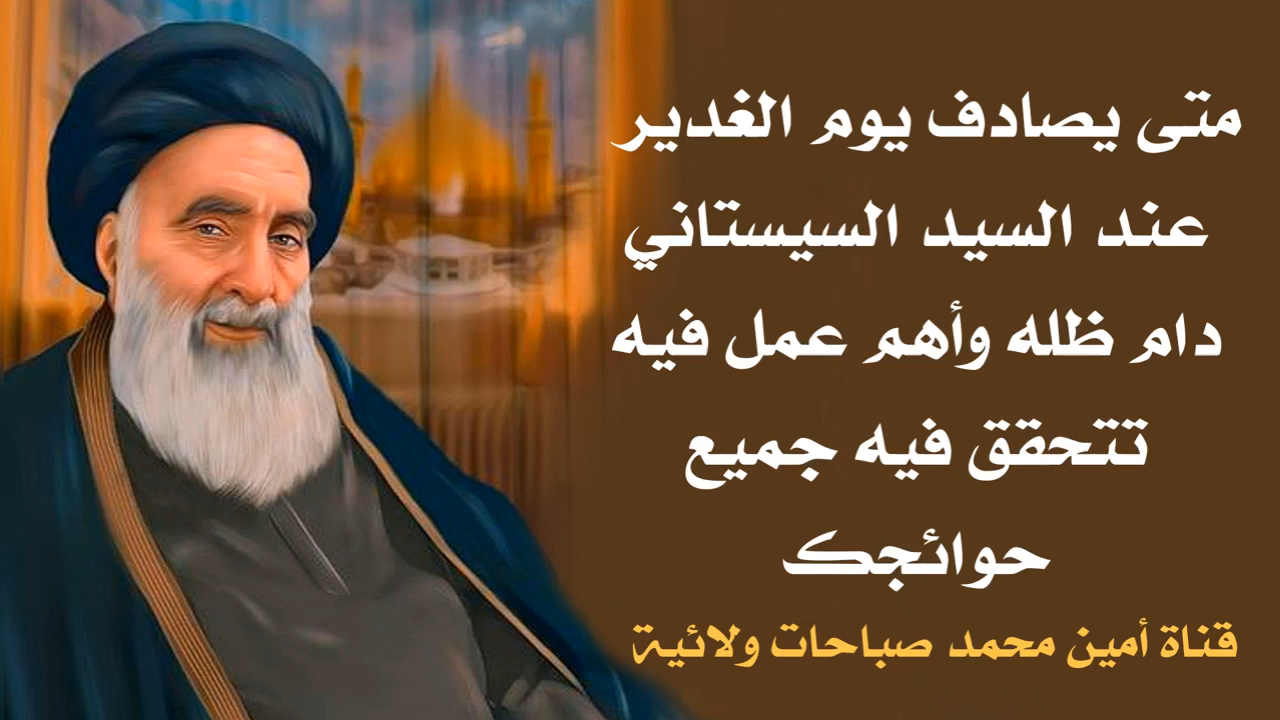 متى يصادف يوم الغدير
عند السيد السيستاني
دام ظله وأهم عمل فيه
تتحقق فيه جميع
حوائجك
قناة أمين محمد صباحات ولائية